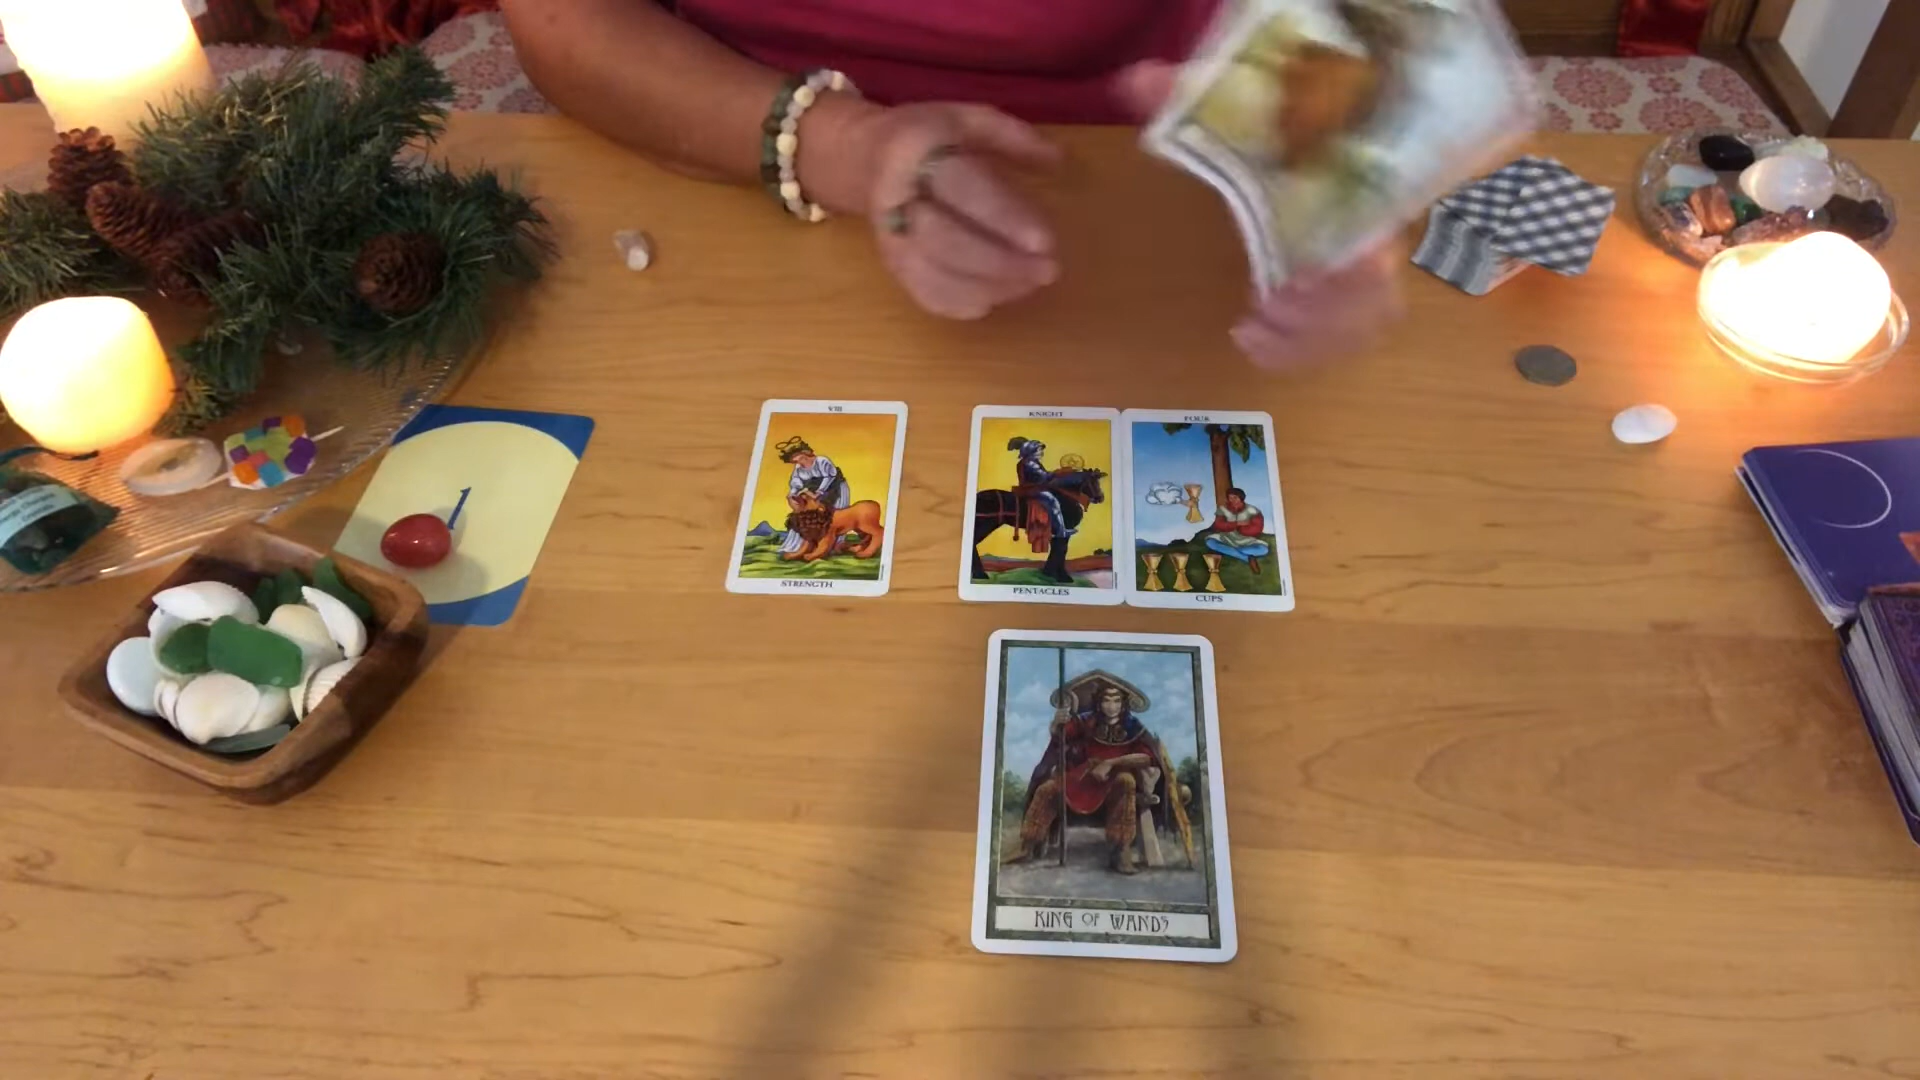 VIII
STRENGTH
KNIGHT
PENTACLES
FOUR
CUPS
1
KING OF WANDS